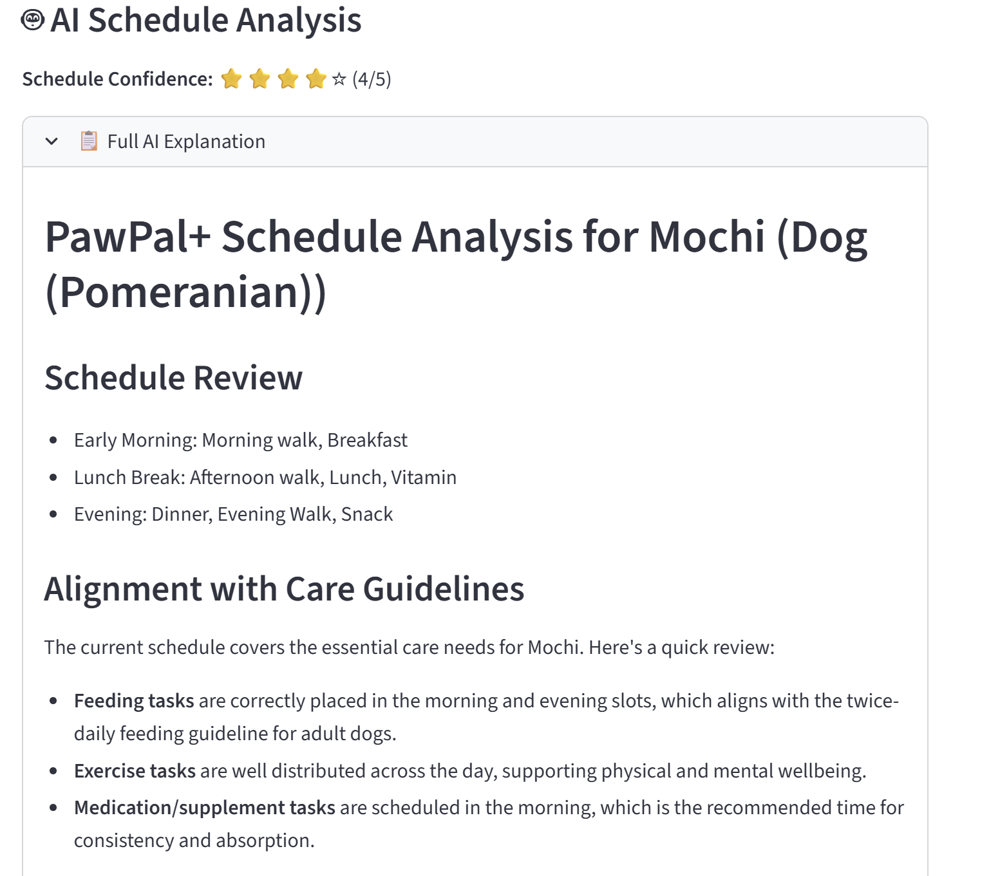 AI Schedule Analysis
Schedule Confidence: ⭐⭐⭐⭐☆ (4/5)
📋 Full AI Explanation
PawPal+ Schedule Analysis for Mochi (Dog
(Pomeranian))
Schedule Review
• Early Morning: Morning walk, Breakfast
• Lunch Break: Afternoon walk, Lunch, Vitamin
• Evening: Dinner, Evening Walk, Snack
Alignment with Care Guidelines
The current schedule covers the essential care needs for Mochi. Here's a quick review:
• Feeding tasks are correctly placed in the morning and evening slots, which aligns with the twice-
daily feeding guideline for adult dogs.
• Exercise tasks are well distributed across the day, supporting physical and mental wellbeing.
• Medication/supplement tasks are scheduled in the morning, which is the recommended time for
consistency and absorption.